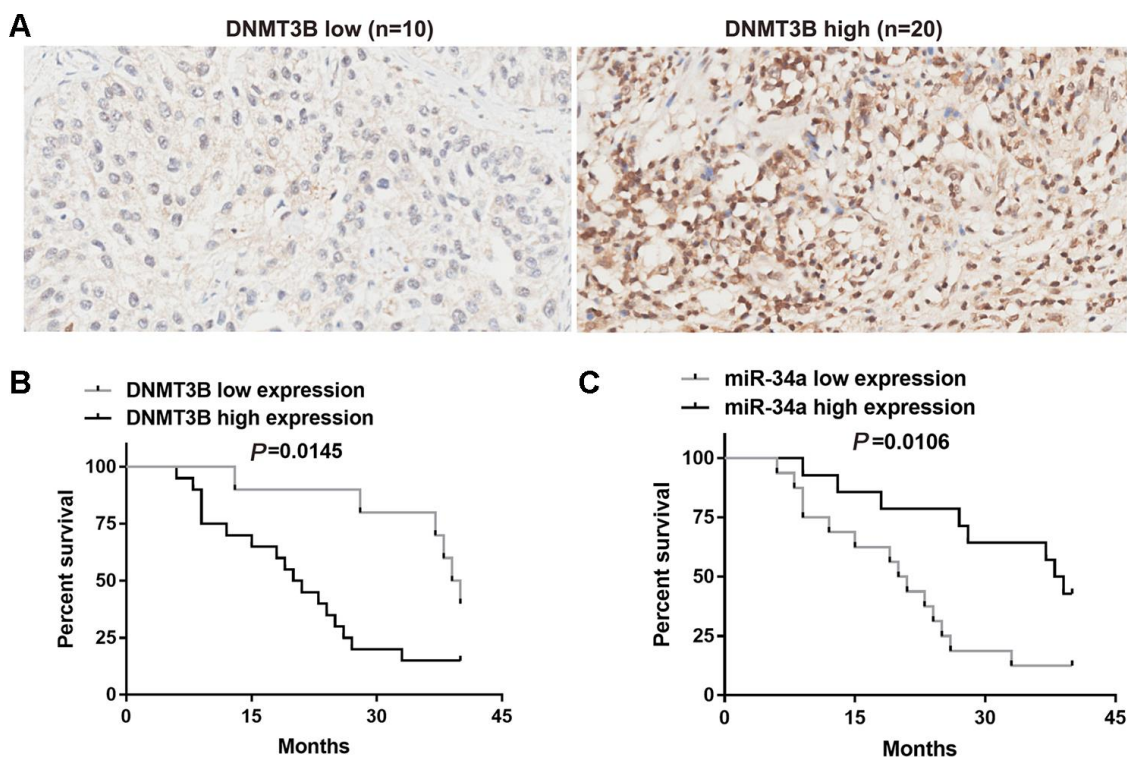 A
DNMT3B low (n=10)
DNMT3B high (n=20)
B
DNMT3B low expression
DNMT3B high expression
P=0.0145
100
75
50
25
0
0 15 30 45
Percent survival
Months
C
miR-34a low expression
miR-34a high expression
P=0.0106
100
75
50
25
0
0 15 30 45
Percent survival
Months